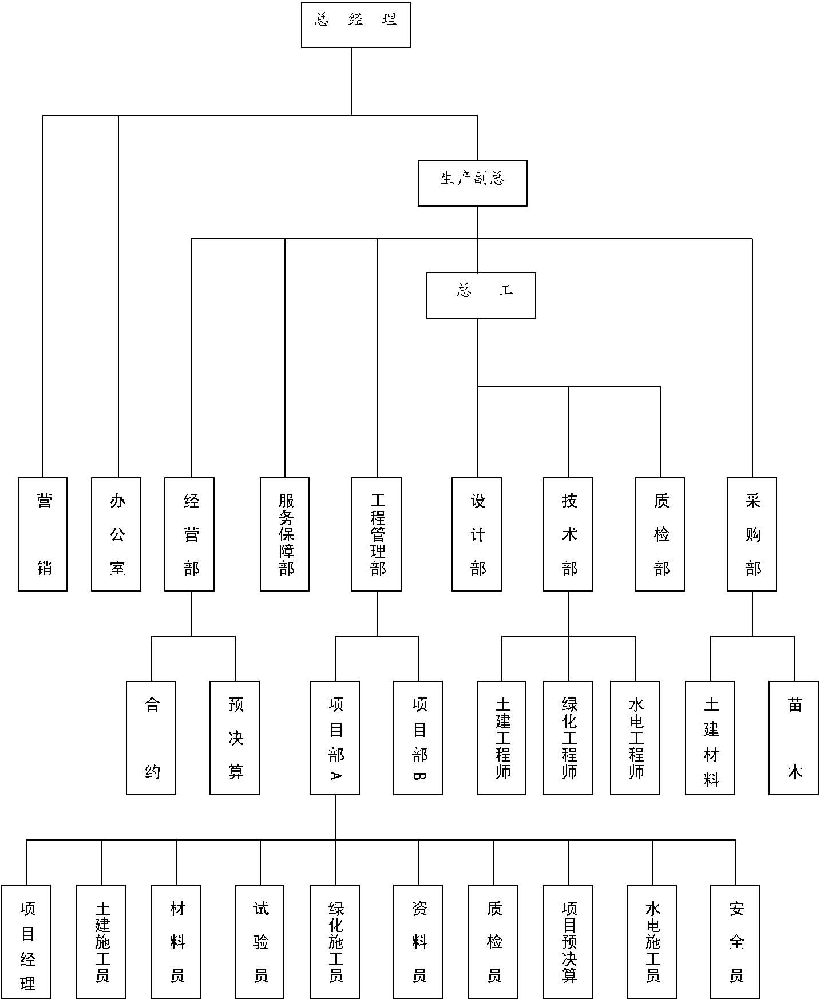 总 经 理
生产副总
总 工
营销
办公室
经营部
服务保障部
工程管理部
设计部
技术部
质检部
采购部
合约
预决算
项目部A
项目部B
土建工程师
绿化工程师
水电工程师
土建材料
苗木
项目经理
土建施工员
材料员
试验员
绿化施工员
资料员
质检员
项目预决算
水电施工员
安全员